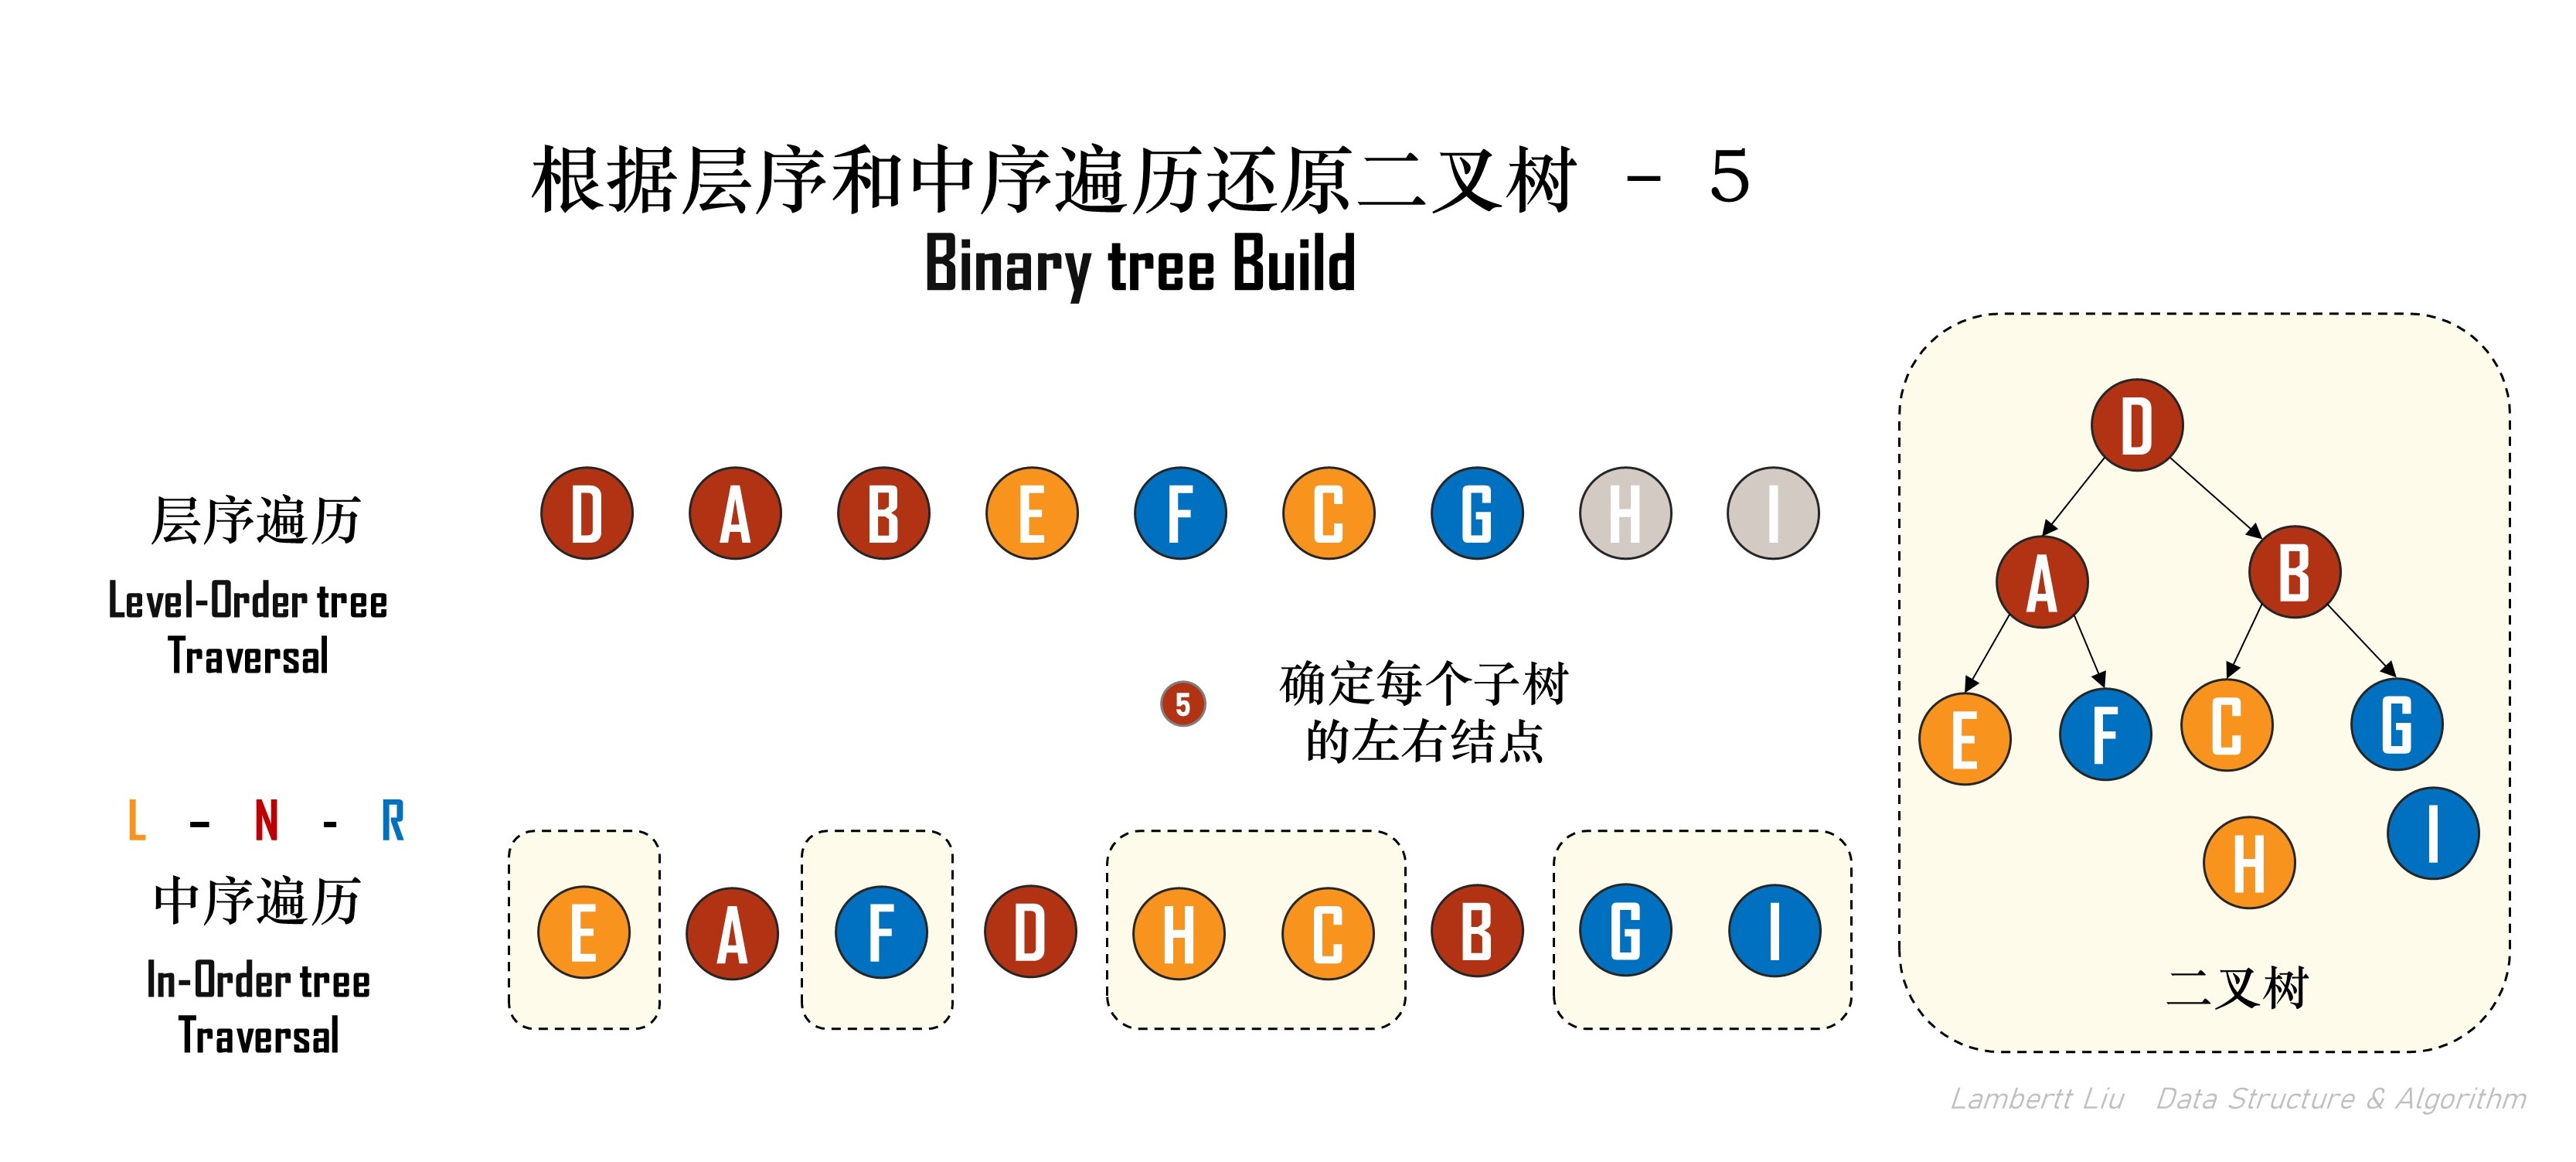 根据层序和中序遍历还原二叉树 - 5
Binary tree Build
层序遍历
Level-Order tree
Traversal
D A B E F C G H I
5
确定每个子树
的左右结点
L - N - R
中序遍历
In-Order tree
Traversal
E A F D H C B G I
D
A B
E F C G
I
H
二叉树
Lambertt Liu Data Structure & Algorithm